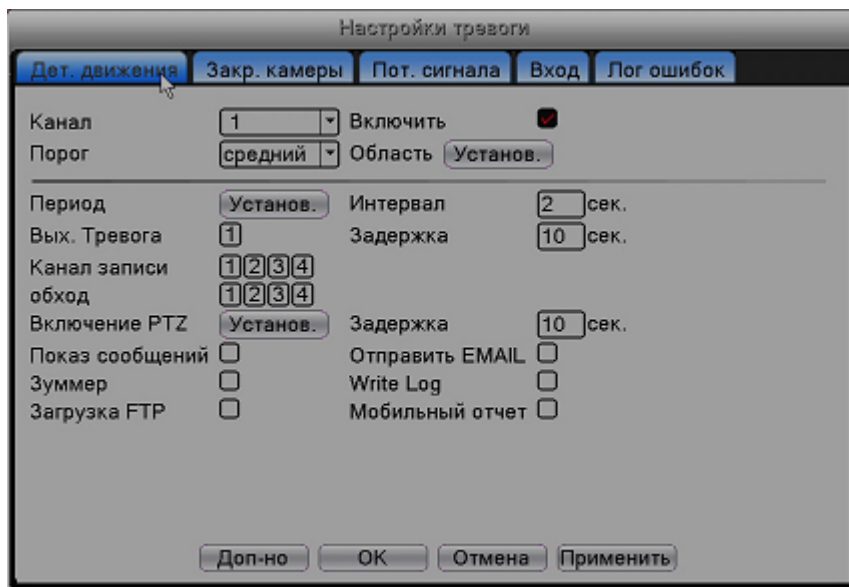 Настройки тревоги
Дет. движения Закр. камеры Пот. сигнала Вход Лог ошибок
Канал 1 Включить
Порог средний Область Установ.
Период Установ. Интервал 2 сек.
Вых. Тревога 1 Задержка 10 сек.
Канал записи 1 2 3 4
обход 1 2 3 4
Включение PTZ Установ. Задержка 10 сек.
Показ сообщений Отправить EMAIL
Зуммер Write Log
Загрузка FTP Мобильный отчет
Доп-но OK Отмена Применить